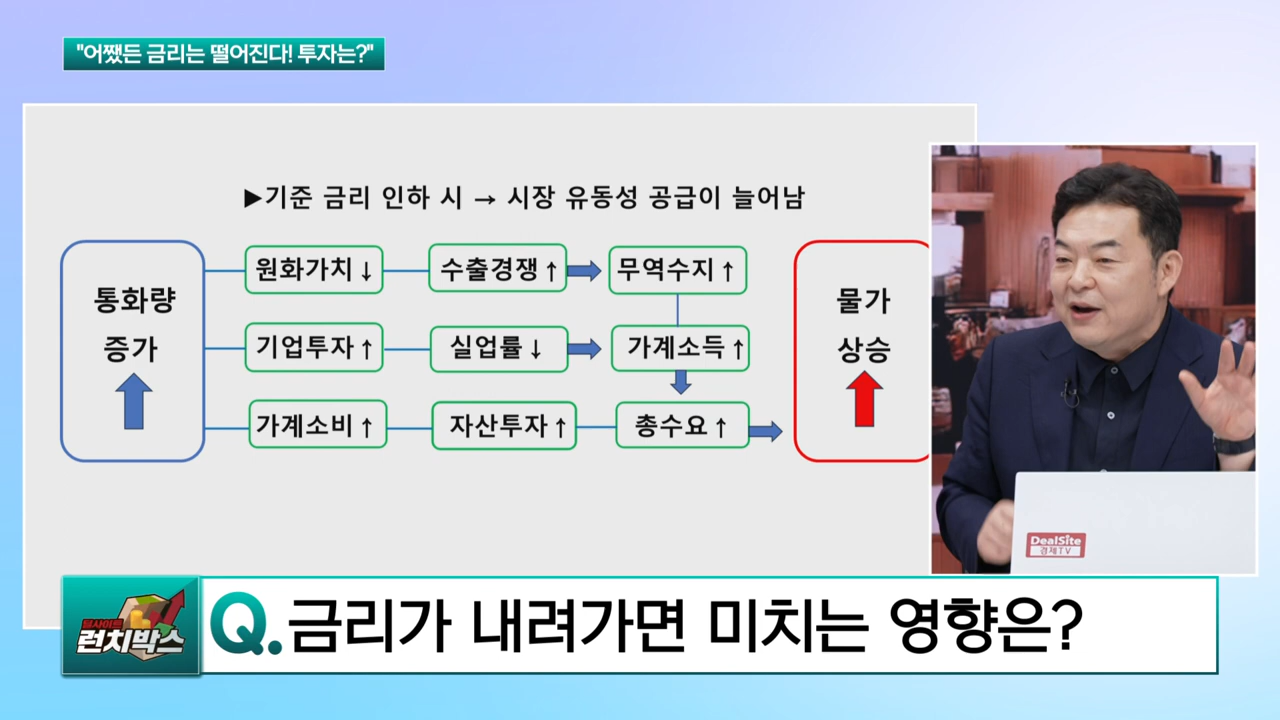 "어쨌든 금리는 떨어진다! 투자는?"
▶기준 금리 인하 시 → 시장 유동성 공급이 늘어남
통화량
증가
원화가치↓
수출경쟁↑
무역수지↑
기업투자↑
실업률↓
가계소득↑
가계소비↑
자산투자↑
총수요↑
물가
상승
DealSite
경제TV
딜사이트
런치박스
Q.금리가 내려가면 미치는 영향은?